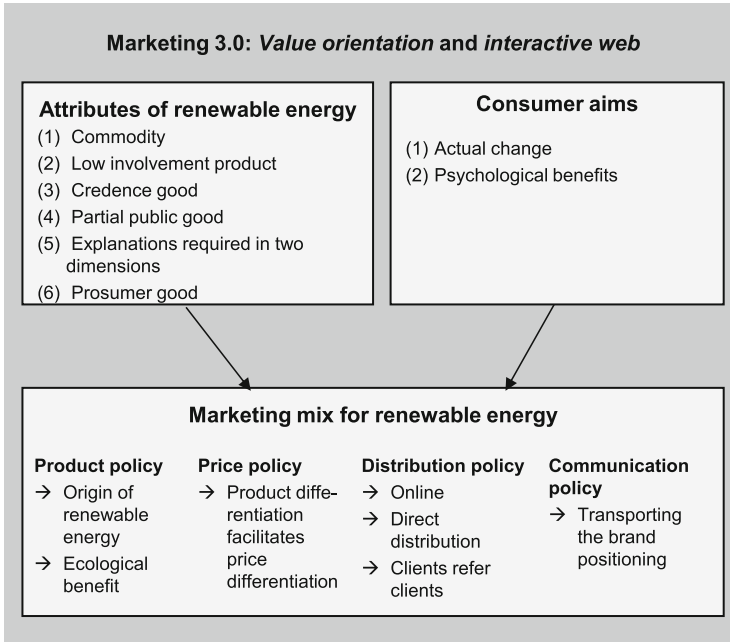 Marketing 3.0: Value orientation and interactive web
Attributes of renewable energy
(1) Commodity
(2) Low involvement product
(3) Credence good
(4) Partial public good
(5) Explanations required in two
dimensions
(6) Prosumer good
Consumer aims
(1) Actual change
(2) Psychological benefits
Marketing mix for renewable energy
Product policy
→ Origin of
renewable
energy
→ Ecological
benefit
Price policy
→ Product diffe-
rentiation
facilitates
price
differentiation
Distribution policy
→ Online
→ Direct
distribution
→ Clients refer
clients
Communication
policy
→ Transporting
the brand
positioning